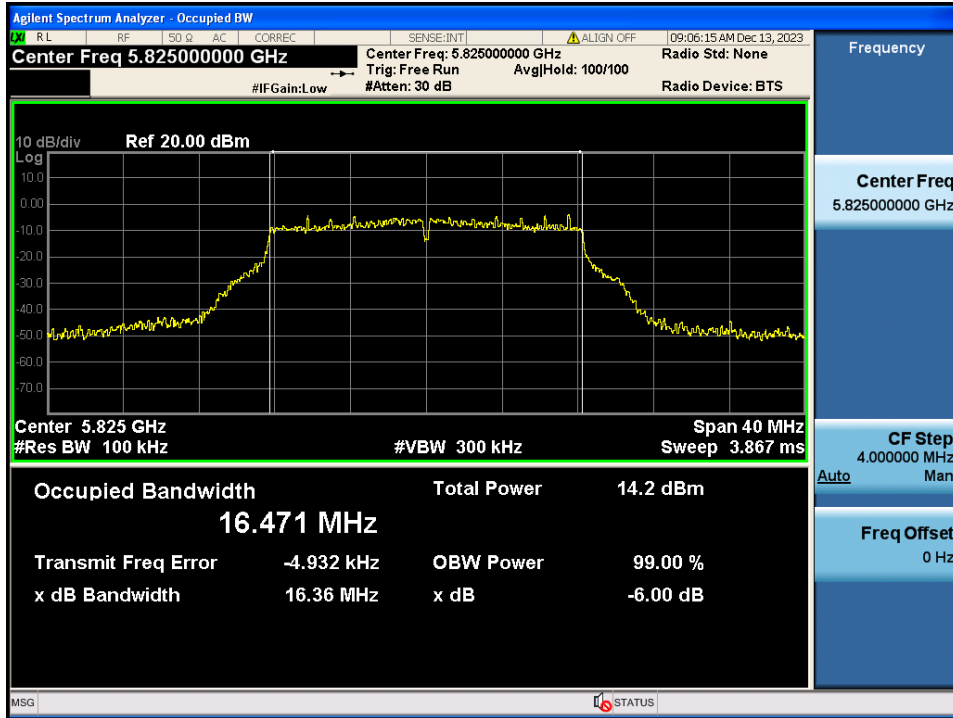 Agilent Spectrum Analyzer - Occupied BW
LXI RL RF 50 Ω AC CORREC SENSE:INT ALIGN OFF 09:06:15 AM Dec 13, 2023
Center Freq 5.825000000 GHz
Center Freq: 5.825000000 GHz Radio Std: None
Trig: Free Run Avg|Hold: 100/100
#IFGain:Low #Atten: 30 dB Radio Device: BTS
10 dB/div Ref 20.00 dBm
Log
10.0
0.00
-10.0
-20.0
-30.0
-40.0
-50.0
-60.0
-70.0
Center 5.825 GHz Span 40 MHz
#Res BW 100 kHz #VBW 300 kHz Sweep 3.867 ms
Occupied Bandwidth Total Power 14.2 dBm
16.471 MHz
Transmit Freq Error -4.932 kHz OBW Power 99.00 %
x dB Bandwidth 16.36 MHz x dB -6.00 dB
MSG STATUS
Frequency
Center Freq
5.825000000 GHz
CF Step
4.000000 MHz
Auto Man
Freq Offset
0 Hz